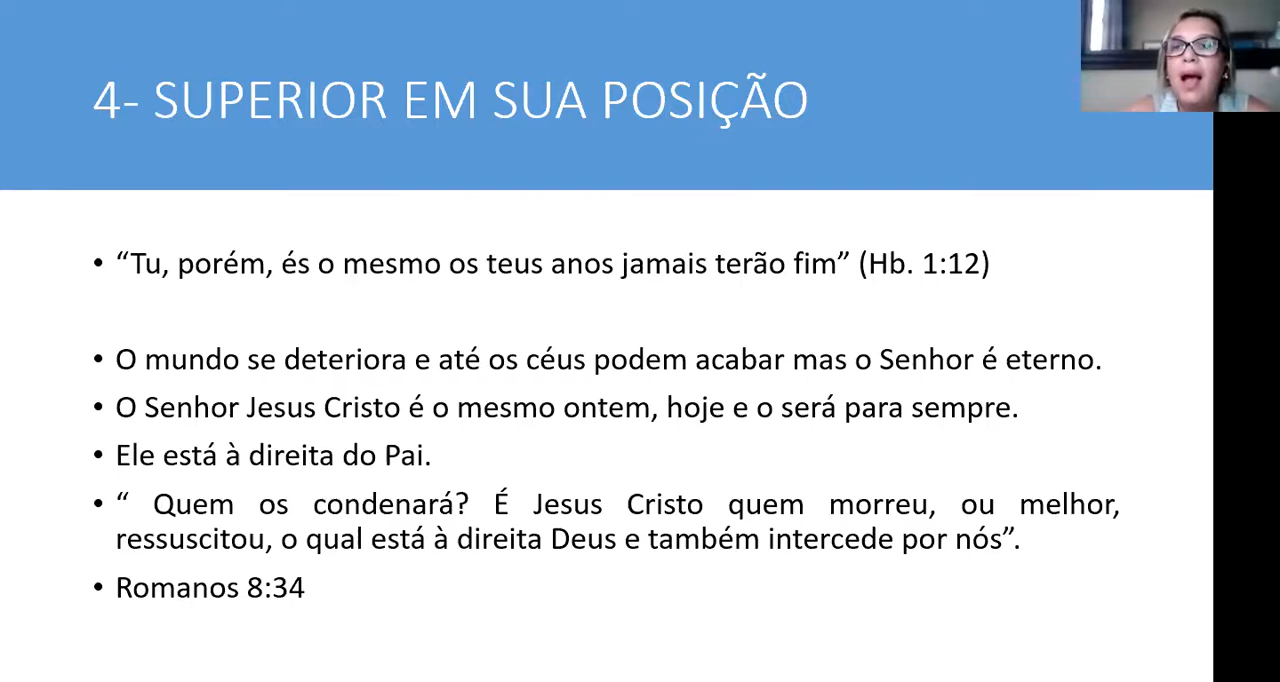 4- SUPERIOR EM SUA POSIÇÃO
• “Tu, porém, és o mesmo os teus anos jamais terão fim” (Hb. 1:12)
• O mundo se deteriora e até os céus podem acabar mas o Senhor é eterno.
• O Senhor Jesus Cristo é o mesmo ontem, hoje e o será para sempre.
• Ele está à direita do Pai.
• “ Quem os condenará? É Jesus Cristo quem morreu, ou melhor,
ressuscitou, o qual está à direita Deus e também intercede por nós”.
• Romanos 8:34